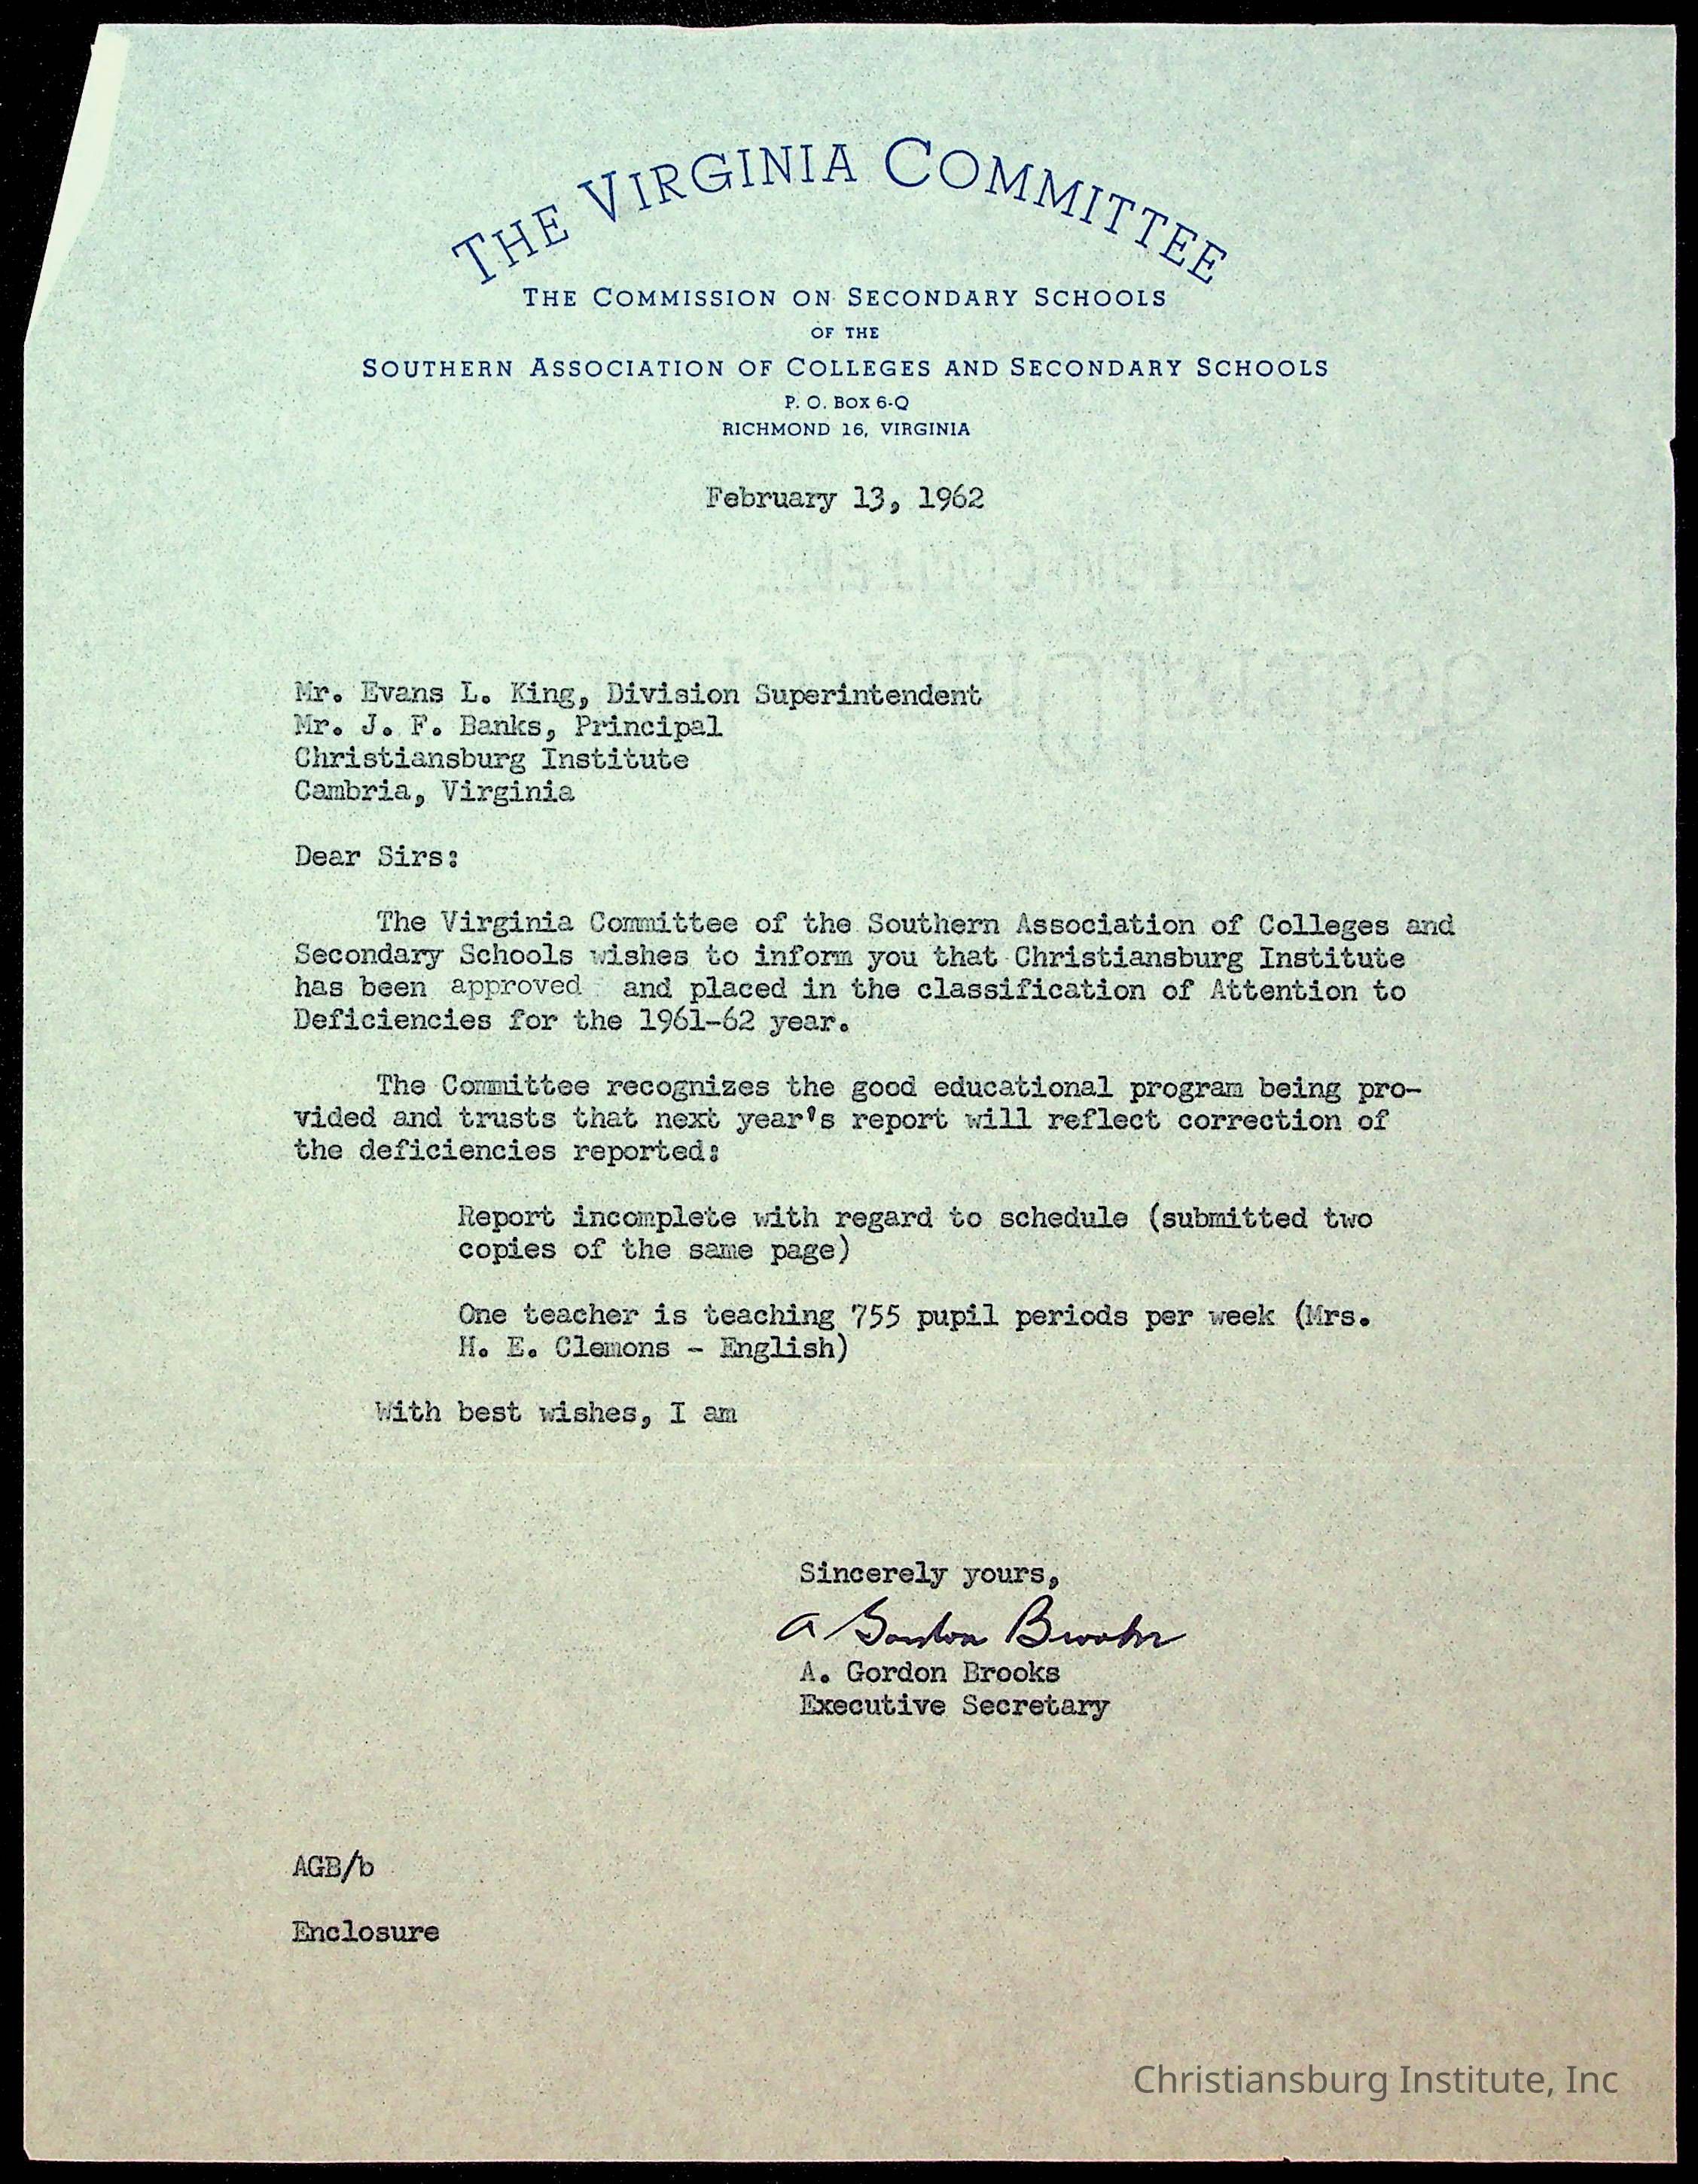 THE VIRGINIA COMMITTEE
THE COMMISSION ON SECONDARY SCHOOLS
OF THE
SOUTHERN ASSOCIATION OF COLLEGES AND SECONDARY SCHOOLS
P. O. BOX 6-Q
RICHMOND 16, VIRGINIA
February 13, 1962
Mr. Evans L. King, Division Superintendent
Mr. J. F. Banks, Principal
Christiansburg Institute
Cambria, Virginia
Dear Sirs:
The Virginia Committee of the Southern Association of Colleges and
Secondary Schools wishes to inform you that Christiansburg Institute
has been approved and placed in the classification of Attention to
Deficiencies for the 1961-62 year.
The Committee recognizes the good educational program being pro-
vided and trusts that next year's report will reflect correction of
the deficiencies reported:
Report incomplete with regard to schedule (submitted two
copies of the same page)
One teacher is teaching 755 pupil periods per week (Mrs.
H. E. Clemons - English)
With best wishes, I am
Sincerely yours,
A Gordon Brooks
A. Gordon Brooks
Executive Secretary
AGB/b
Enclosure
Christiansburg Institute, Inc